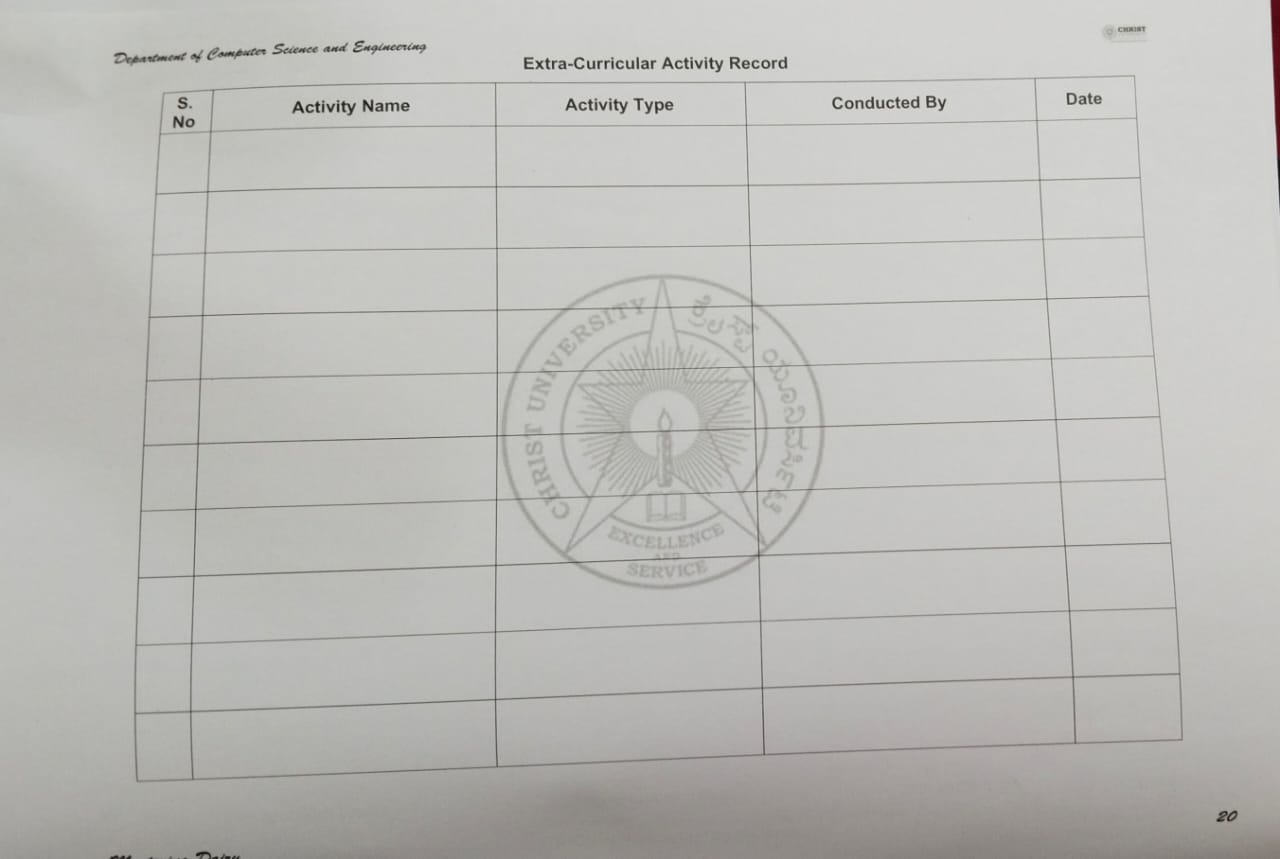 Department of Computer Science and Engineering
CHRIST
Extra-Curricular Activity Record
S. No
Activity Name
Activity Type
Conducted By
Date
CHRIST UNIVERSITY
ಕ್ರೈಸ್ಟ್ ಯೂನಿವರ್ಸಿಟಿ
EXCELLENCE
AND
SERVICE
20